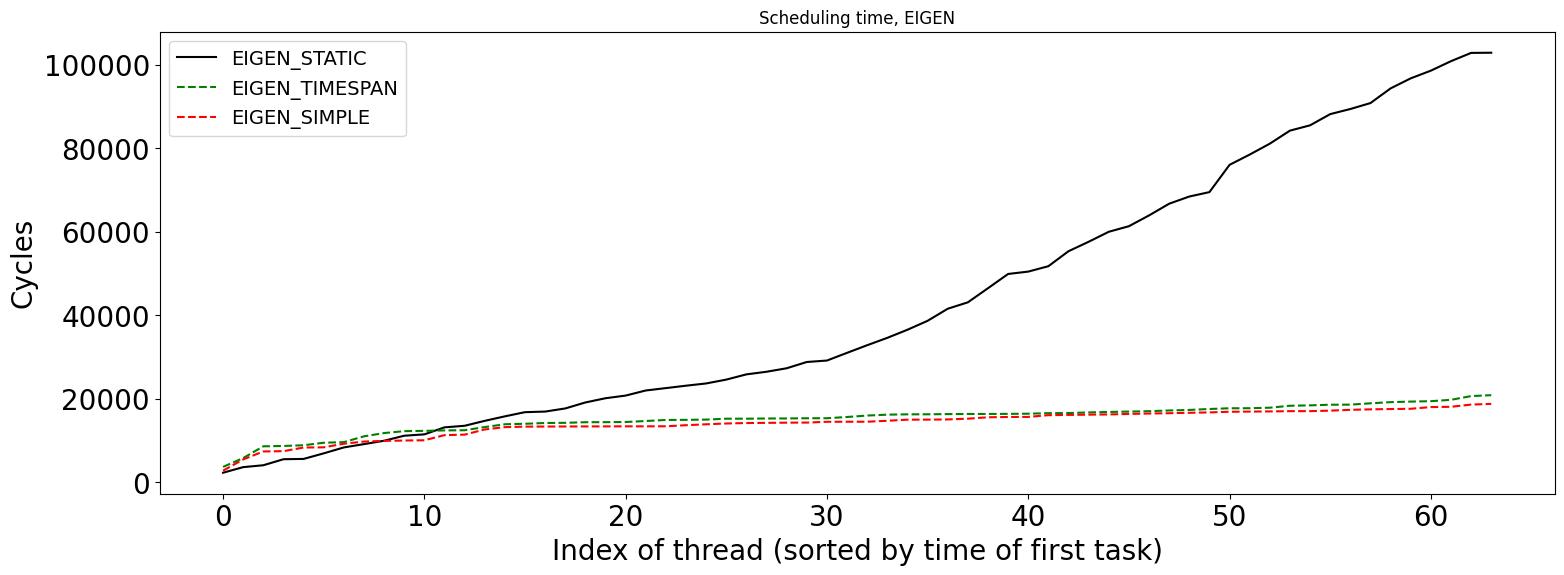 Scheduling time, EIGEN
EIGEN_STATIC
EIGEN_TIMESPAN
EIGEN_SIMPLE
100000
80000
60000
40000
20000
0
Cycles
0 10 20 30 40 50 60
Index of thread (sorted by time of first task)